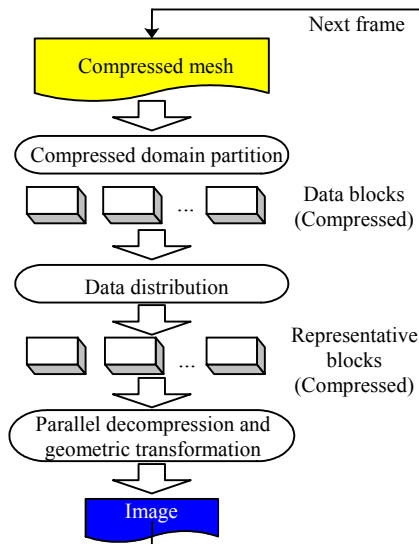 Next frame
Compressed mesh
Compressed domain partition
Data blocks
(Compressed)
...
Data distribution
Representative
blocks
(Compressed)
...
Parallel decompression and
geometric transformation
Image